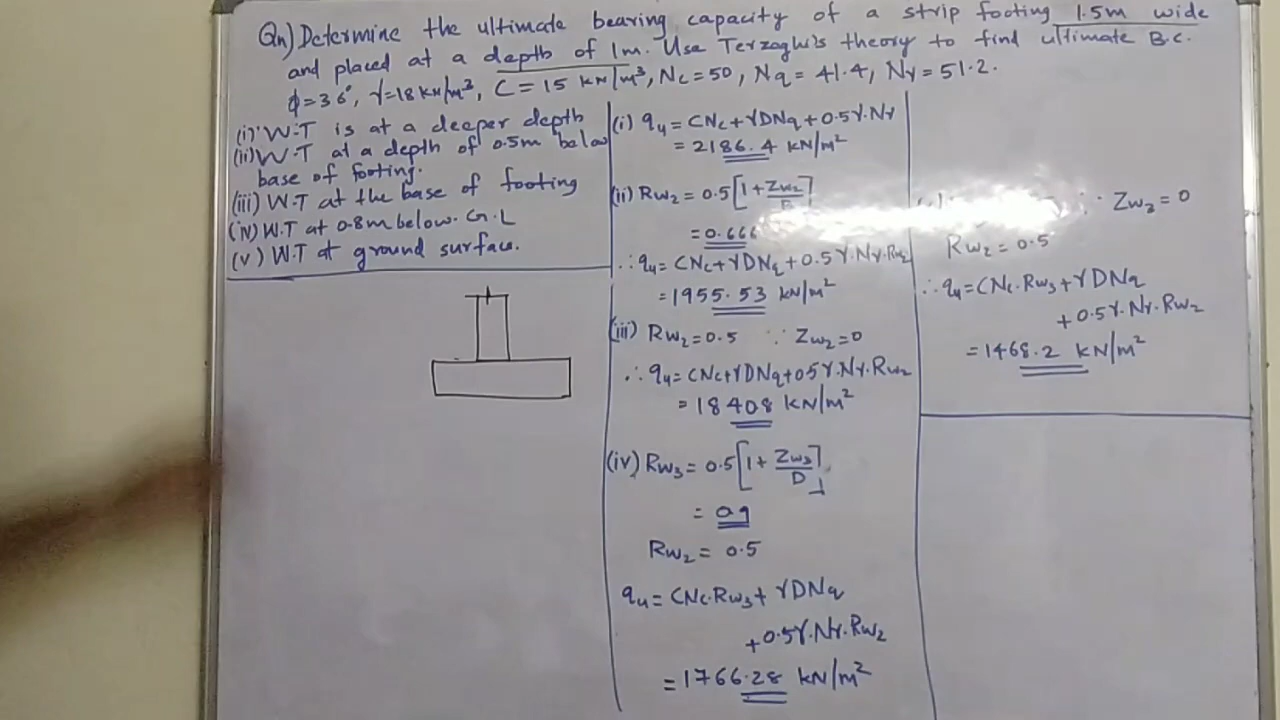 Qn) Determine the ultimate bearing capacity of a strip footing 1.5m wide
and placed at a depth of 1m. Use Terzaghi's theory to find ultimate B.C.
ϕ=36°, γ=18 kN/m³, C = 15 kN/m³, Nc=50, Nq = 41.4, Nγ=51.2.
(i) W.T is at a deeper depth
(ii) W.T at a depth of 0.5m below
base of footing.
(iii) W.T at the base of footing
(iv) W.T at 0.8m below G.L
(v) W.T at ground surface.
(i) qu = CNc+γDNq+0.5γ.Nγ
= 2186.4 kN/m²
(ii) Rw2 = 0.5[1+Zw2/B]
= 0.666
∴ qu = CNc+γDNq+0.5γ.Nγ.Rw2
= 1955.53 kN/m²
(iii) Rw2=0.5 ∵ Zw2=0
∴ qu= CNc+γDNq+0.5γ.Nγ.Rw2
= 18408 kN/m²
(iv) Rw3 = 0.5[1+ Zw3/D]
= 0.9
Rw2 = 0.5
qu = CNc.Rw3+ γDNq
+0.5γ.Nγ.Rw2
= 1766.28 kN/m²
∵ Zw3 = 0
Rw2 = 0.5
∴ qu=CNc.Rw3+γDNq
+0.5γ.Nγ.Rw2
= 1468.2 kN/m²